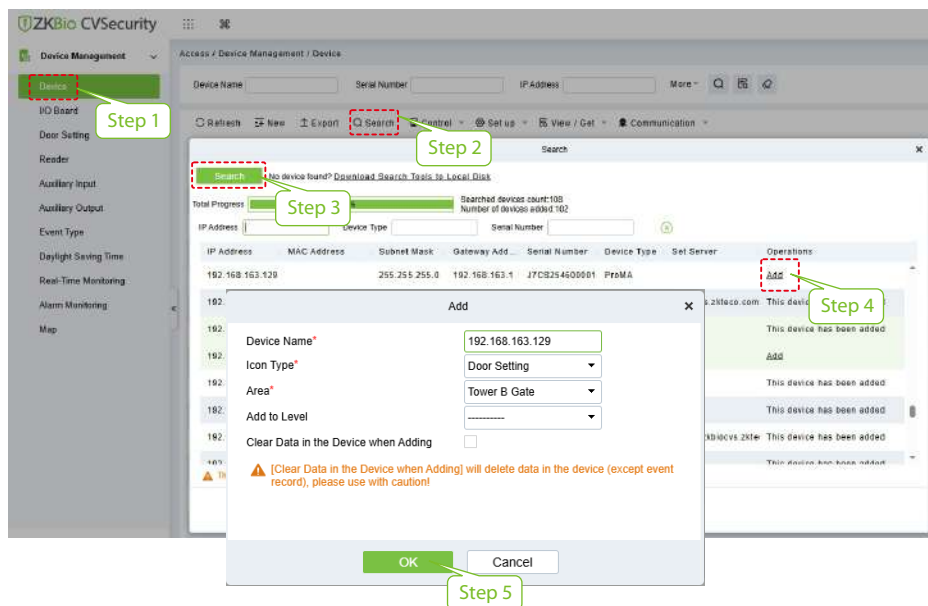 ZKBio CVSecurity
Device Management
Access / Device Management / Device
Device
Device Name
Serial Number
IP Address
More
Step 1
I/O Board
Door Setting
Reader
Auxiliary Input
Auxiliary Output
Event Type
Daylight Saving Time
Real-Time Monitoring
Alarm Monitoring
Map
Refresh New Export Search Control Set up View / Get Communication
Step 2
Search
Search No device found? Download Search Tools to Local Disk
Step 3
Total Progress
Searched devices count:108
Number of devices added:102
IP Address Device Type Serial Number
IP Address MAC Address Subnet Mask Gateway Add... Serial Number Device Type Set Server Operations
192.168.163.129 255.255.255.0 192.168.163.1 J7CB254600001 ProMA Add
Step 4
192.
192. This device has been added
192. Add
192. This device has been added
192. This device has been added
192. This device has been added
This device has been added
Add
Device Name*
192.168.163.129
Icon Type*
Door Setting
Area*
Tower B Gate
Add to Level
----------
Clear Data in the Device when Adding
[Clear Data in the Device when Adding] will delete data in the device (except event
record), please use with caution!
OK
Cancel
Step 5